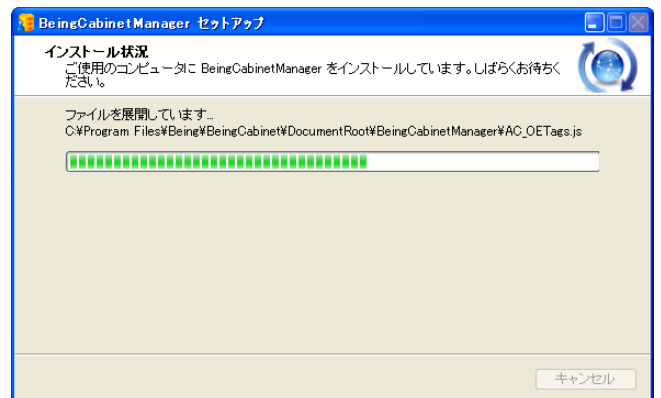 BeingCabinetManager セットアップ
インストール状況
ご使用のコンピュータに BeingCabinetManager をインストールしています。しばらくお待ちく
ださい。
ファイルを展開しています...
C:¥Program Files¥Being¥BeingCabinet¥DocumentRoot¥BeingCabinetManager¥AC_OETags.js
キャンセル